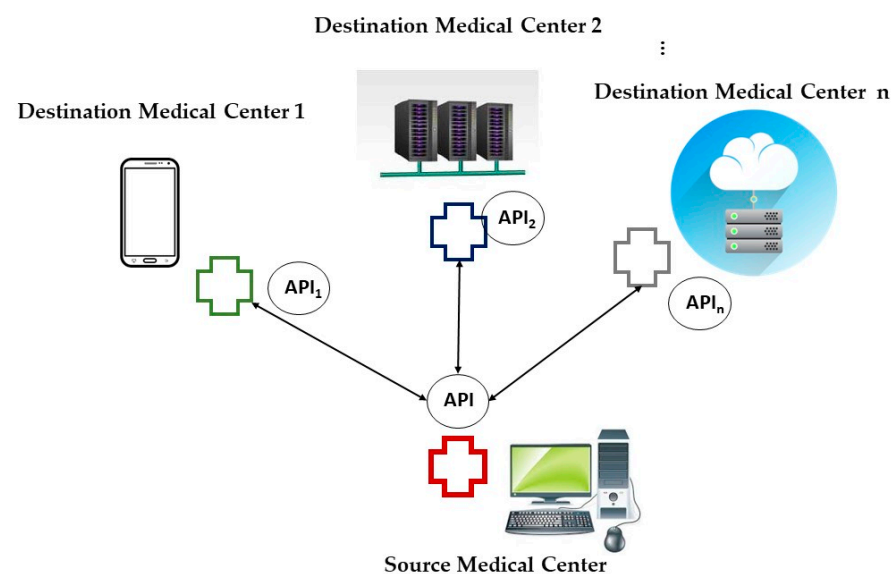 Destination Medical Center 2
⋮
Destination Medical Center n
Destination Medical Center 1
API₂
API₁
APIₙ
API
Source Medical Center